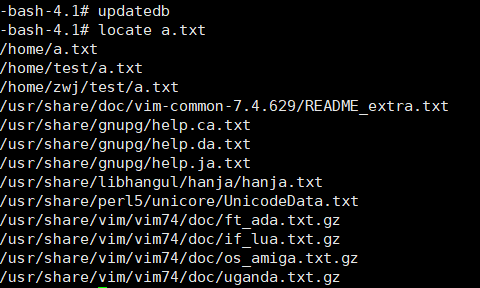 -bash-4.1# updatedb
-bash-4.1# locate a.txt
/home/a.txt
/home/test/a.txt
/home/zwj/test/a.txt
/usr/share/doc/vim-common-7.4.629/README_extra.txt
/usr/share/gnupg/help.ca.txt
/usr/share/gnupg/help.da.txt
/usr/share/gnupg/help.ja.txt
/usr/share/libhangul/hanja/hanja.txt
/usr/share/perl5/unicore/UnicodeData.txt
/usr/share/vim/vim74/doc/ft_ada.txt.gz
/usr/share/vim/vim74/doc/if_lua.txt.gz
/usr/share/vim/vim74/doc/os_amiga.txt.gz
/usr/share/vim/vim74/doc/uganda.txt.gz